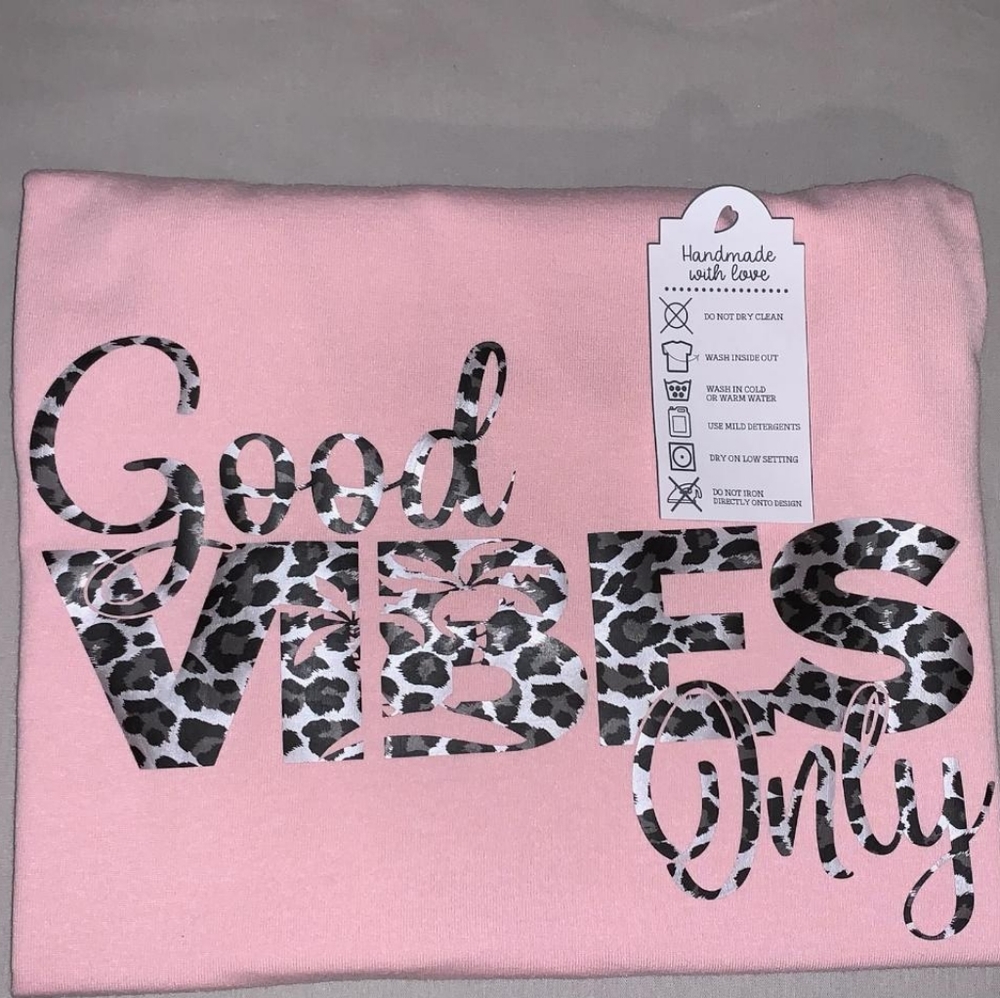 Handmade
with love
DO NOT DRY CLEAN
WASH INSIDE OUT
WASH IN COLD
OR WARM WATER
USE MILD DETERGENTS
DRY ON LOW SETTING
DO NOT IRON
DIRECTLY ONTO DESIGN
Good
VIBES
Only